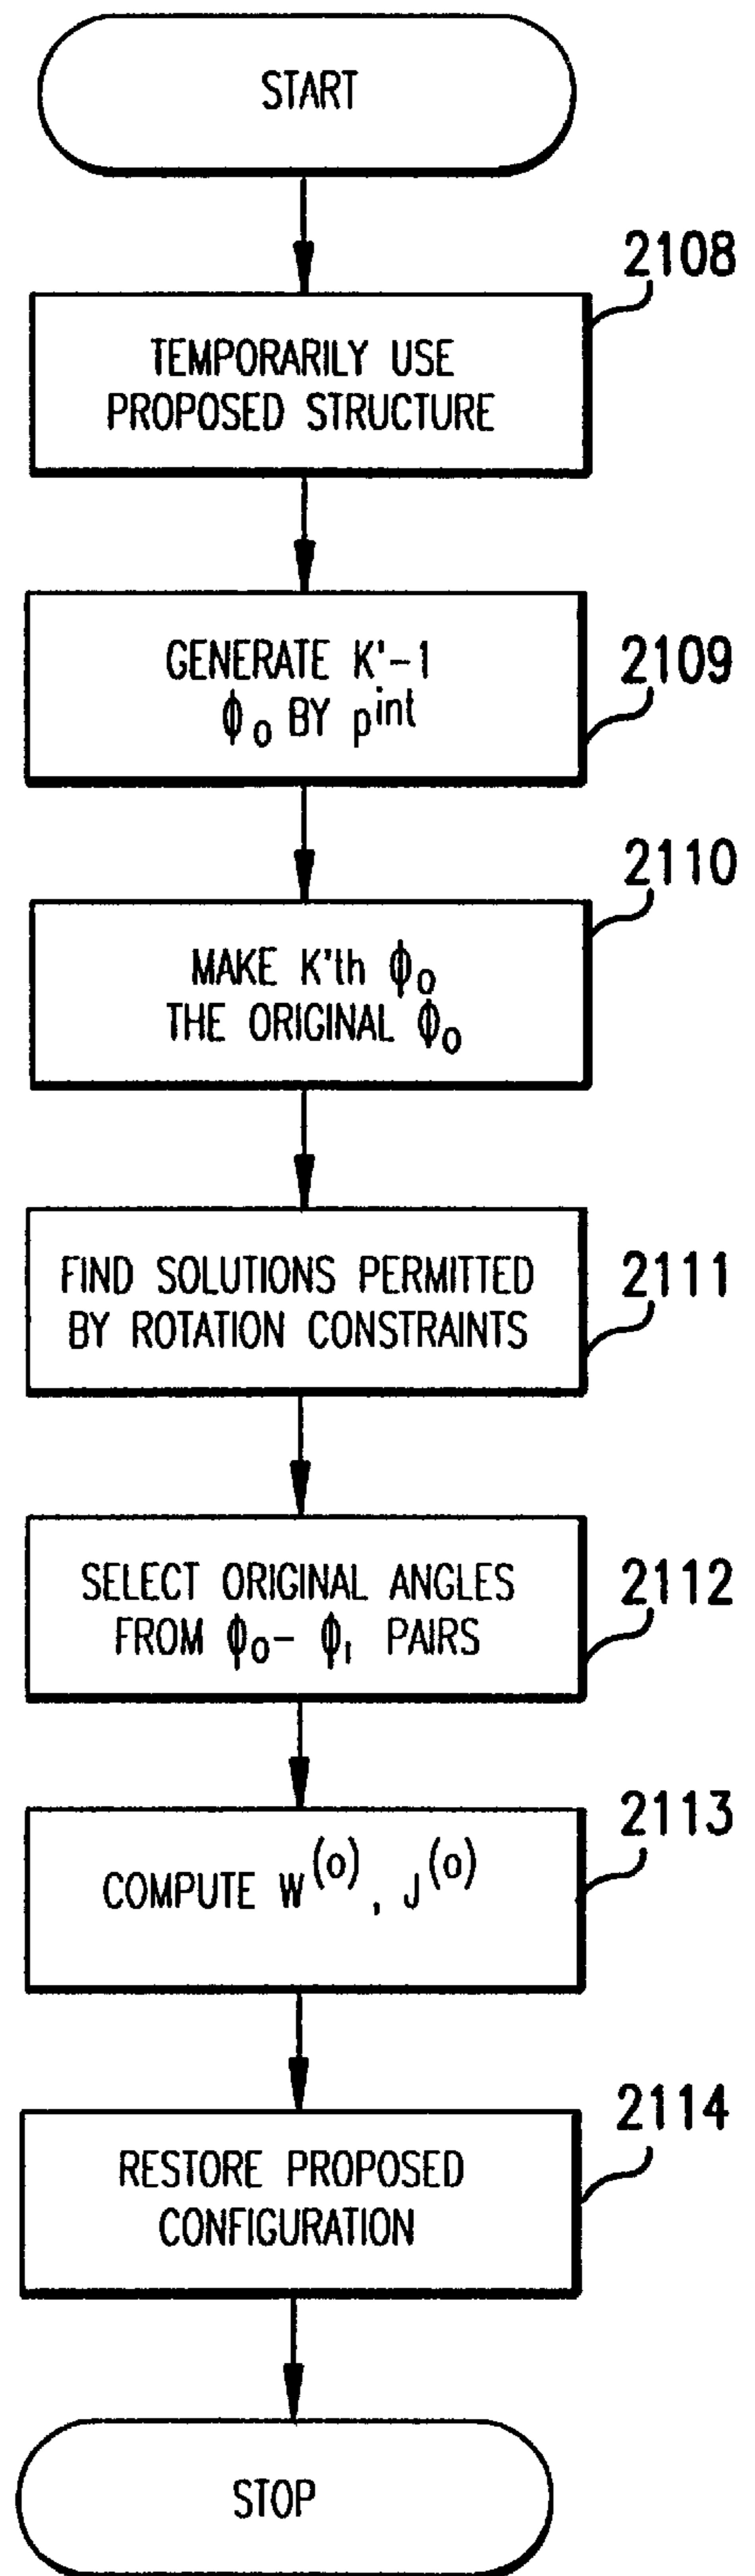 START
2108
TEMPORARILY USE
PROPOSED STRUCTURE
2109
GENERATE K'-1
ϕ₀ BY pⁱⁿᵗ
2110
MAKE K'th ϕ₀
THE ORIGINAL ϕ₀
2111
FIND SOLUTIONS PERMITTED
BY ROTATION CONSTRAINTS
2112
SELECT ORIGINAL ANGLES
FROM ϕ₀- ϕ₁ PAIRS
2113
COMPUTE W⁽⁰⁾, J⁽⁰⁾
2114
RESTORE PROPOSED
CONFIGURATION
STOP